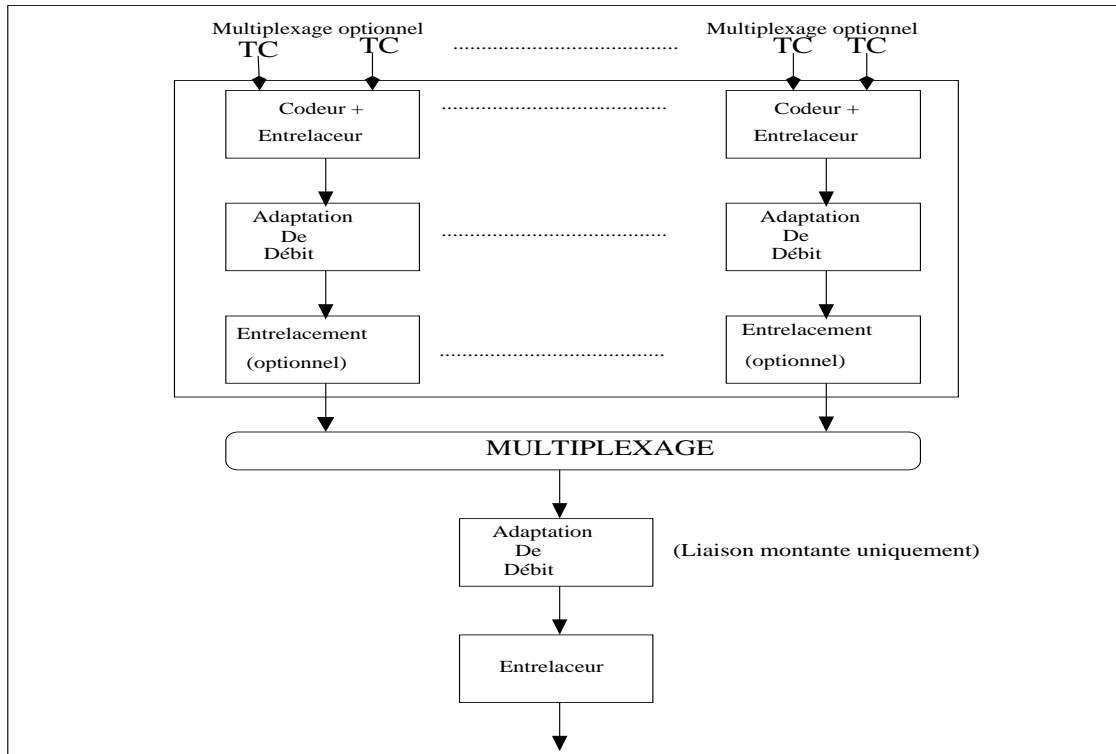 Multiplexage optionnel
Multiplexage optionnel
TC TC
TC TC
Codeur +
Entrelaceur
Codeur +
Entrelaceur
Adaptation
De
Débit
Adaptation
De
Débit
Entrelacement
(optionnel)
Entrelacement
(optionnel)
MULTIPLEXAGE
Adaptation
De
Débit
(Liaison montante uniquement)
Entrelaceur